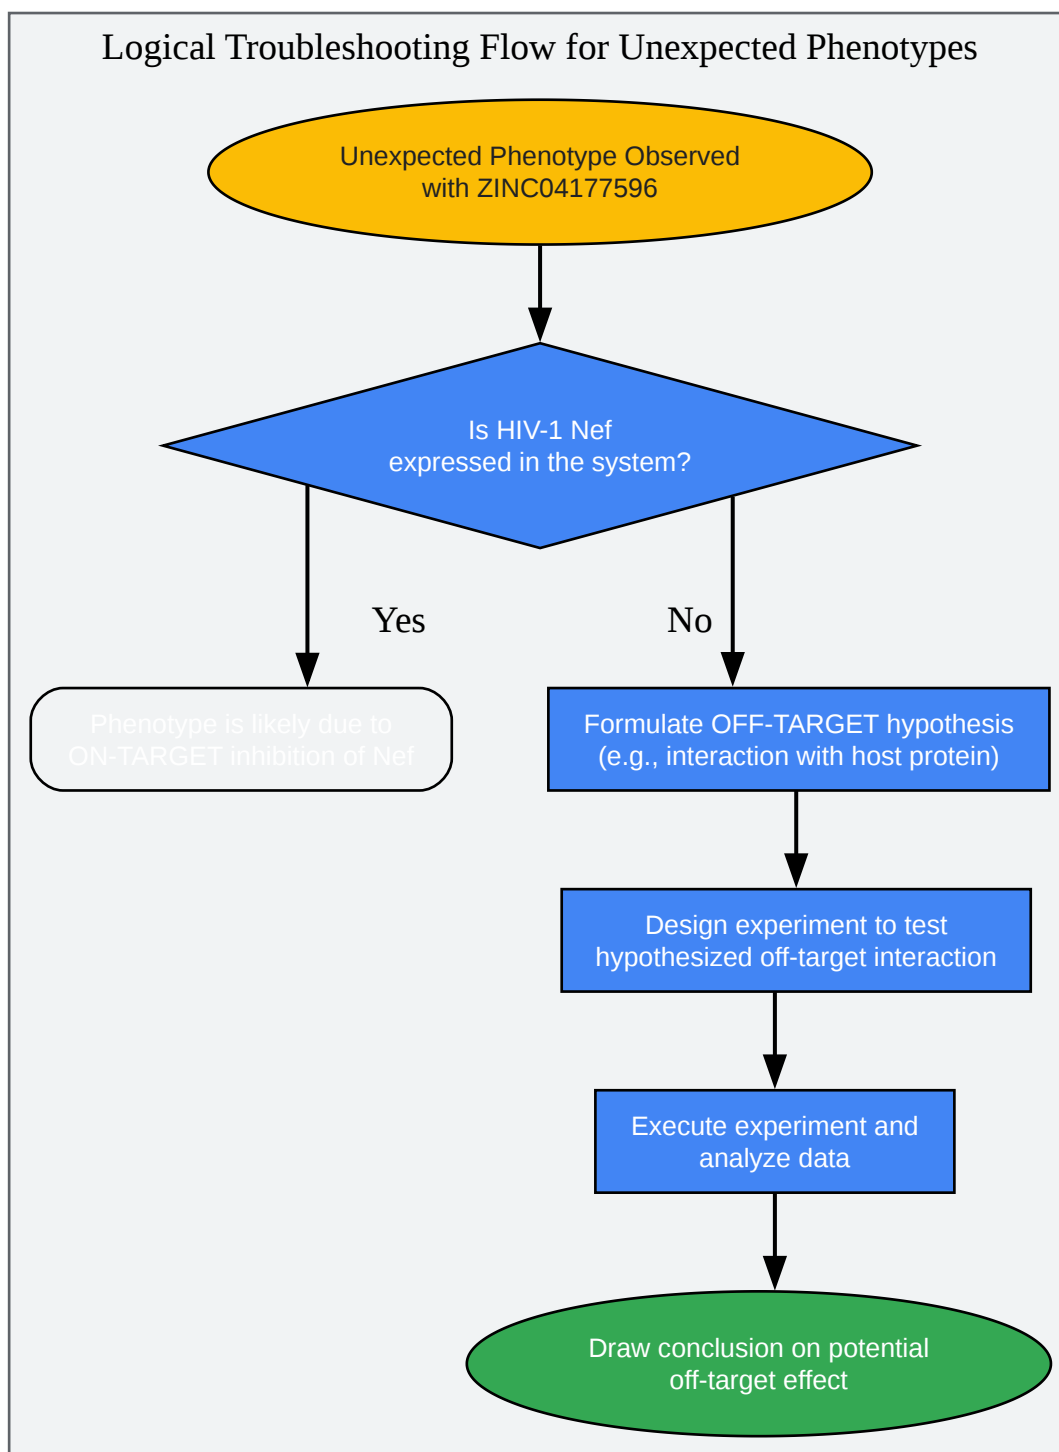 Logical Troubleshooting Flow for Unexpected Phenotypes
Unexpected Phenotype Observed
with ZINC04177596
Is HIV-1 Nef
expressed in the system?
Yes
No
Phenotype is likely due to
ON-TARGET inhibition of Nef
Formulate OFF-TARGET hypothesis
(e.g., interaction with host protein)
Design experiment to test
hypothesized off-target interaction
Execute experiment and
analyze data
Draw conclusion on potential
off-target effect